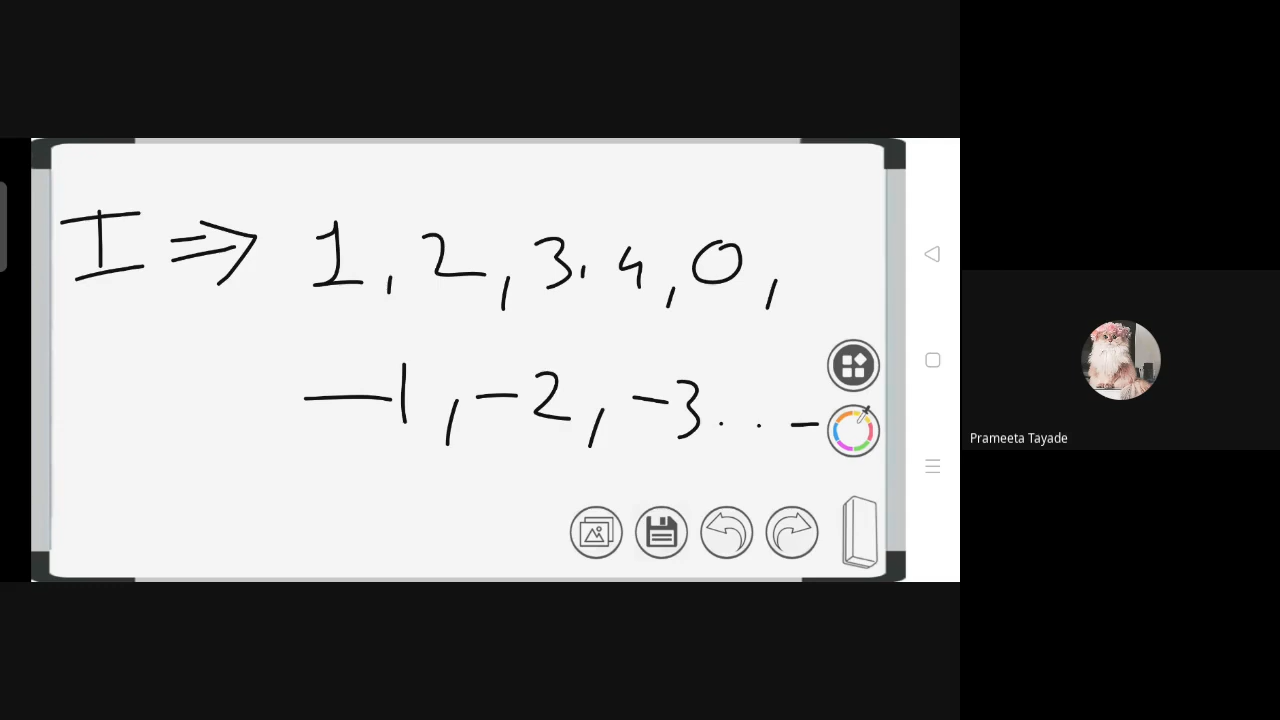 I ⇒ 1, 2, 3, 4, 0,
-1, -2, -3 . . -
Prameeta Tayade